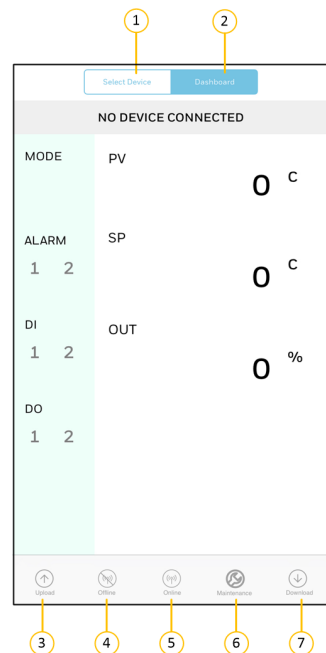 1 2
Select Device Dashboard
NO DEVICE CONNECTED
MODE PV
0 C
ALARM SP
1 2 0 C
DI OUT
1 2 0 %
DO
1 2
Upload Offline Online Maintenance Download
3 4 5 6 7